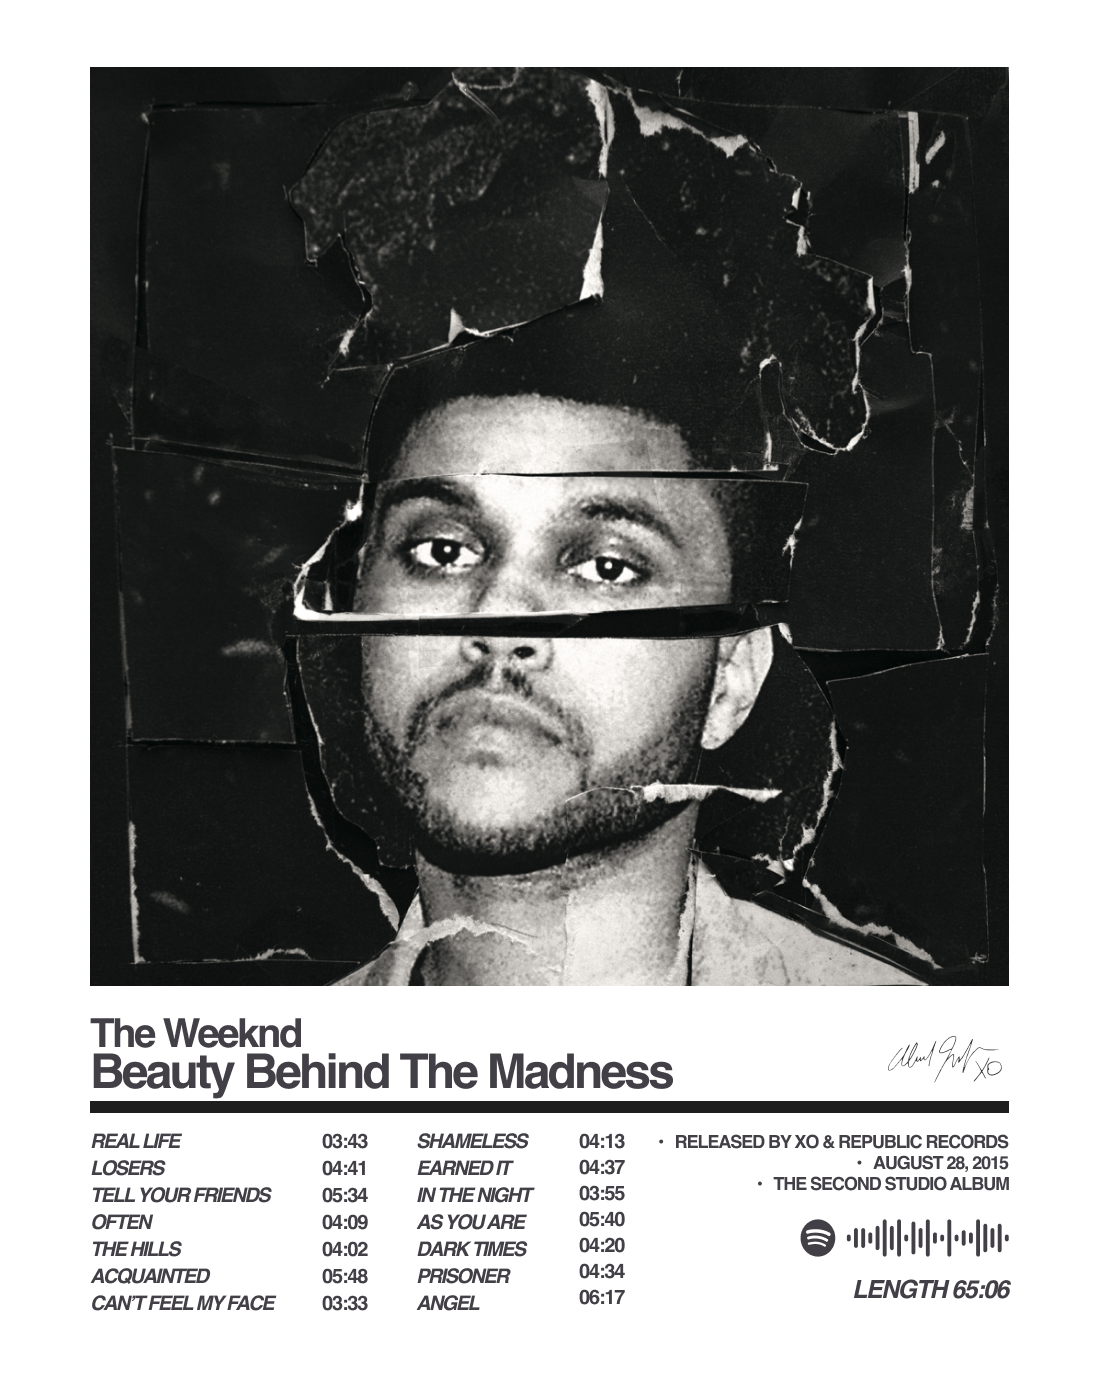 The Weeknd
Beauty Behind The Madness
XO
REAL LIFE 03:43
LOSERS 04:41
TELL YOUR FRIENDS 05:34
OFTEN 04:09
THE HILLS 04:02
ACQUAINTED 05:48
CAN'T FEEL MY FACE 03:33
SHAMELESS 04:13
EARNED IT 04:37
IN THE NIGHT 03:55
AS YOU ARE 05:40
DARK TIMES 04:20
PRISONER 04:34
ANGEL 06:17
• RELEASED BY XO & REPUBLIC RECORDS
• AUGUST 28, 2015
• THE SECOND STUDIO ALBUM
LENGTH 65:06